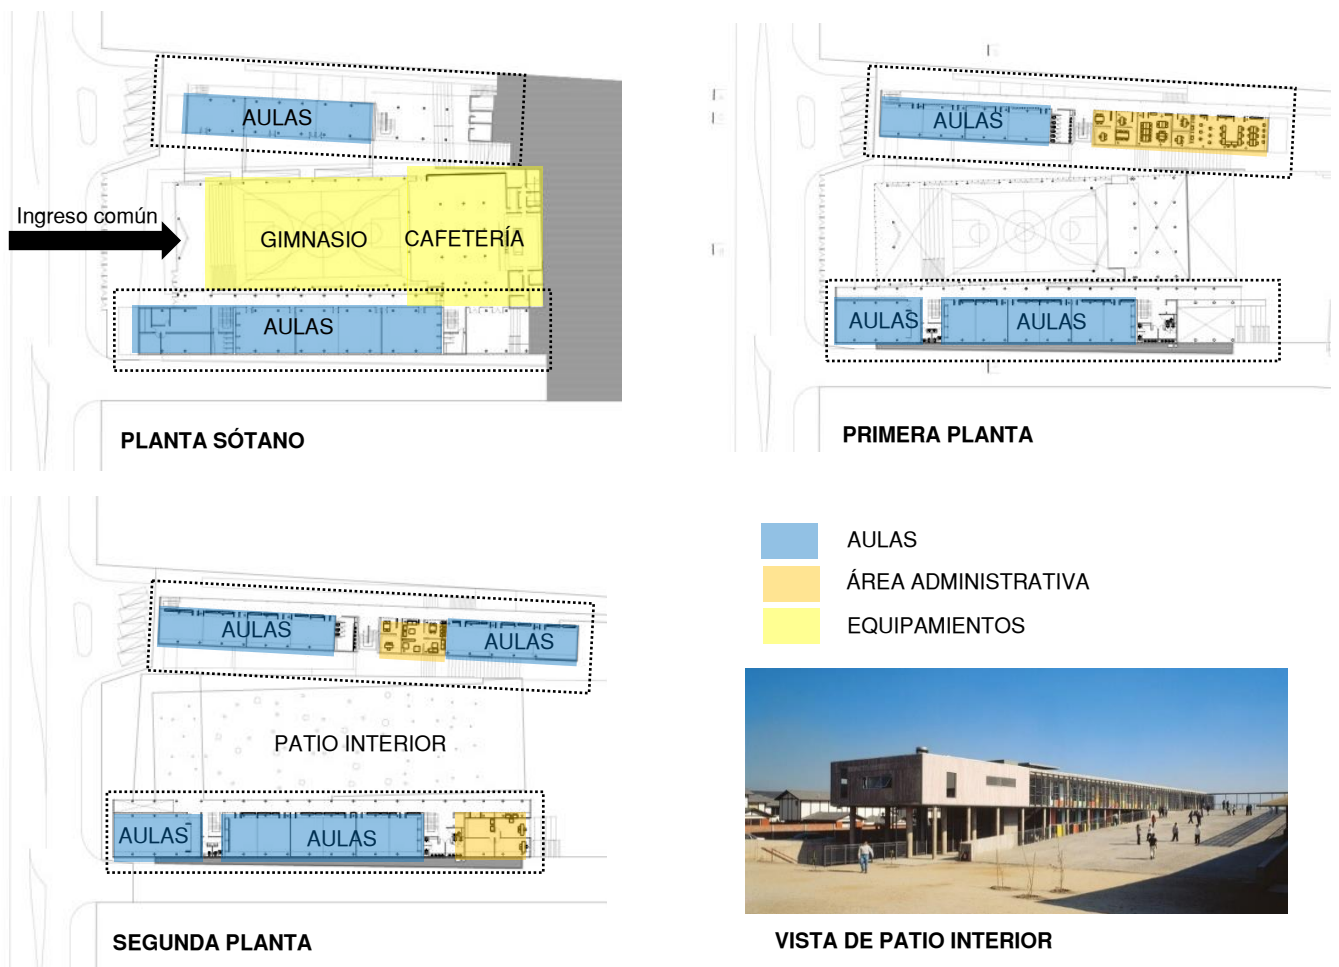 AULAS
Ingreso común
GIMNASIO
CAFETERÍA
AULAS
PLANTA SÓTANO
AULAS
AULAS
AULAS
PRIMERA PLANTA
AULAS
AULAS
PATIO INTERIOR
AULAS
AULAS
SEGUNDA PLANTA
AULAS
ÁREA ADMINISTRATIVA
EQUIPAMIENTOS
VISTA DE PATIO INTERIOR